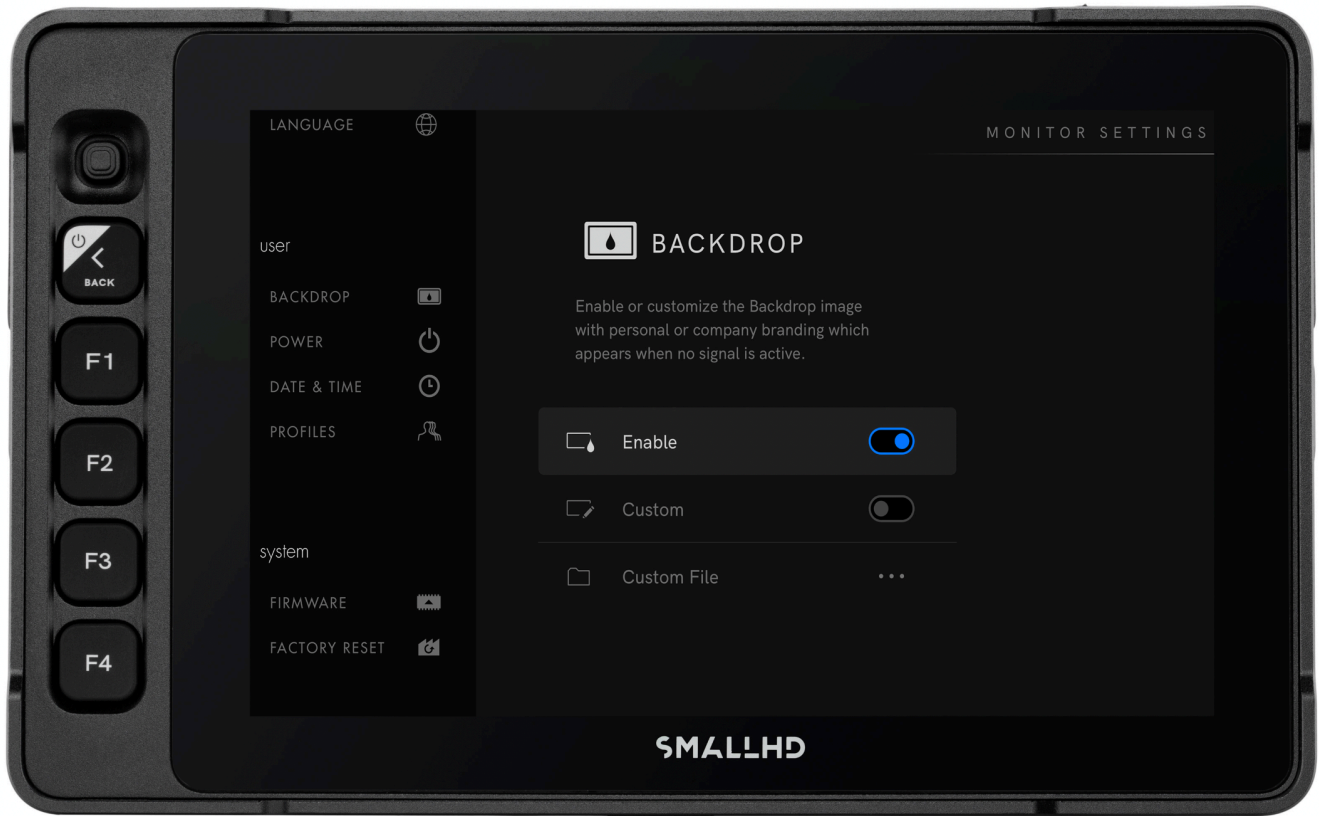 LANGUAGE
MONITOR SETTINGS
user
BACKDROP
POWER
DATE & TIME
PROFILES
system
FIRMWARE
FACTORY RESET
BACKDROP
Enable or customize the Backdrop image
with personal or company branding which
appears when no signal is active.
Enable
Custom
Custom File
BACK
F1
F2
F3
F4
SMALLHD